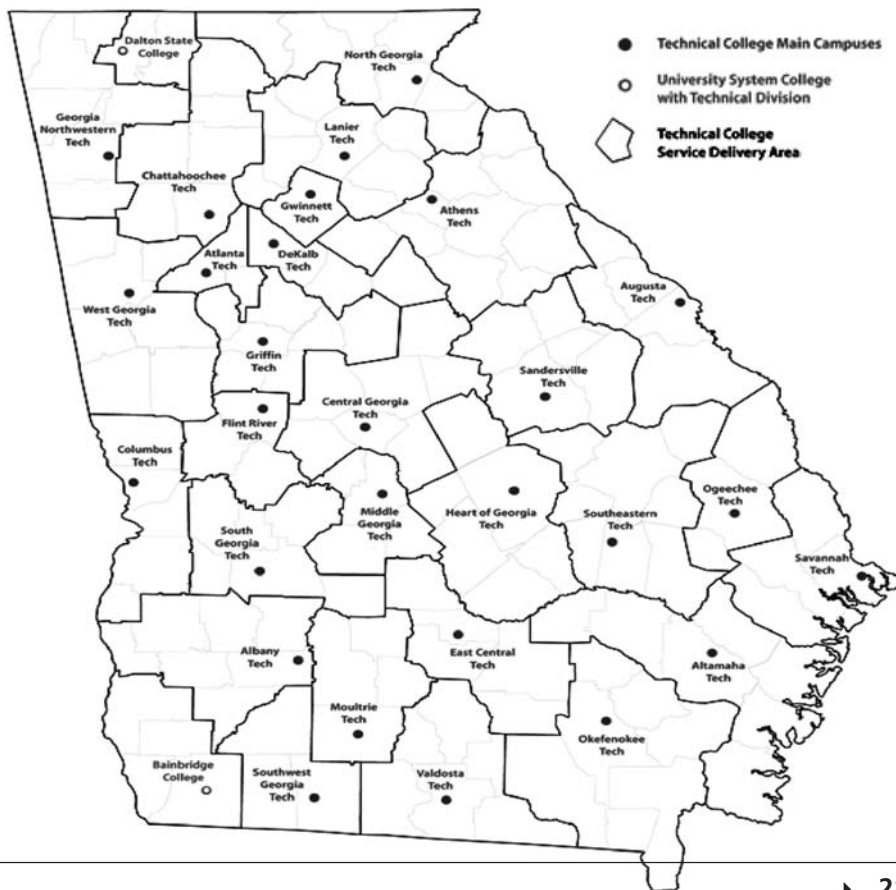 Dalton State
College
North Georgia
Tech
Technical College Main Campuses
University System College
with Technical Division
Technical College
Service Delivery Area
Georgia
Northwestern
Tech
Lanier
Tech
Chattahoochee
Tech
Gwinnett
Tech
Athens
Tech
Atlanta
Tech
DeKalb
Tech
West Georgia
Tech
Augusta
Tech
Griffin
Tech
Sandersville
Tech
Central Georgia
Tech
Flint River
Tech
Columbus
Tech
Middle
Georgia
Tech
Heart of Georgia
Tech
Southeastern
Tech
Ogeechee
Tech
South
Georgia
Tech
Savannah
Tech
Albany
Tech
East Central
Tech
Altamaha
Tech
Moultrie
Tech
Okefenokee
Tech
Bainbridge
College
Southwest
Georgia
Tech
Valdosta
Tech
2